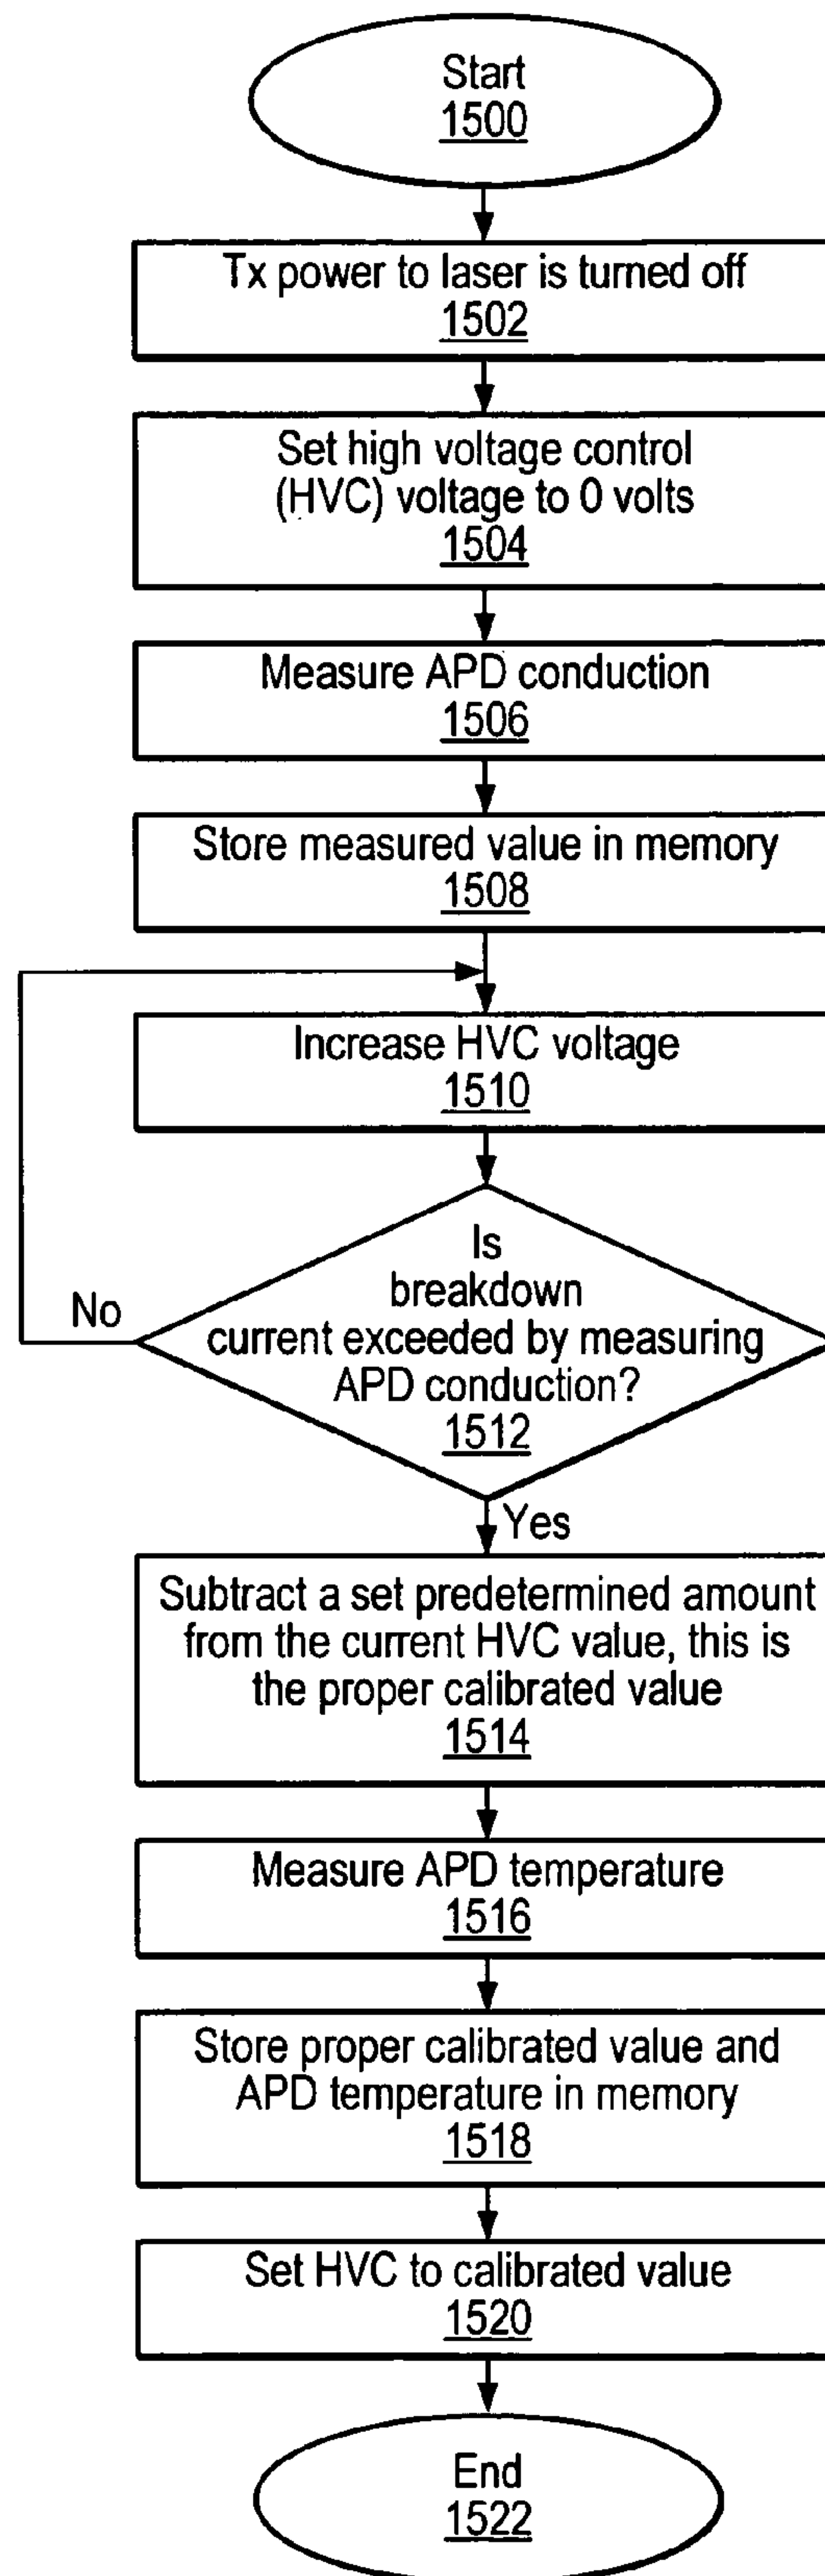 Start
1500
Tx power to laser is turned off
1502
Set high voltage control
(HVC) voltage to 0 volts
1504
Measure APD conduction
1506
Store measured value in memory
1508
Increase HVC voltage
1510
Is
breakdown
current exceeded by measuring
APD conduction?
1512
No
Yes
Subtract a set predetermined amount
from the current HVC value, this is
the proper calibrated value
1514
Measure APD temperature
1516
Store proper calibrated value and
APD temperature in memory
1518
Set HVC to calibrated value
1520
End
1522